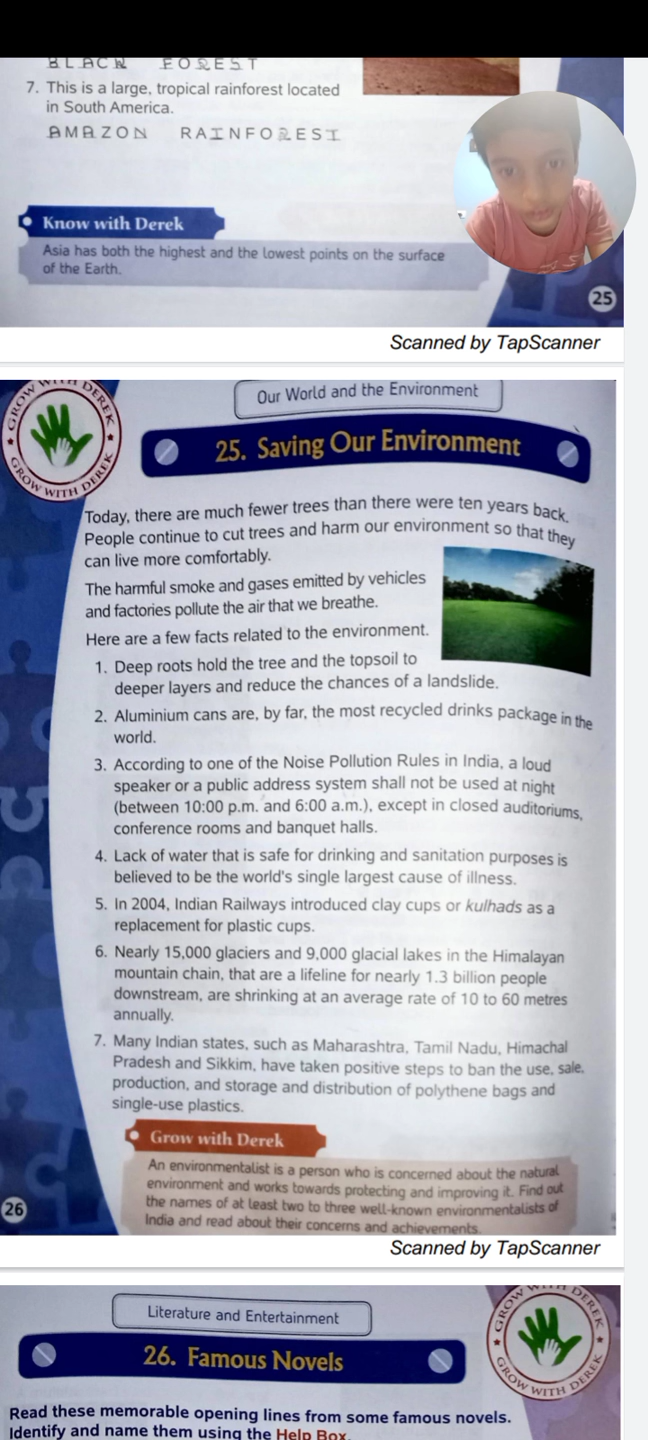 BLACK FOREST
7. This is a large, tropical rainforest located
in South America.
AMAZON RAINFOREST
Know with Derek
Asia has both the highest and the lowest points on the surface
of the Earth.
25
Scanned by TapScanner
GROW WITH DEREK
GROW WITH DEREK
Our World and the Environment
25. Saving Our Environment
Today, there are much fewer trees than there were ten years back.
People continue to cut trees and harm our environment so that they
can live more comfortably.
The harmful smoke and gases emitted by vehicles
and factories pollute the air that we breathe.
Here are a few facts related to the environment.
1. Deep roots hold the tree and the topsoil to
deeper layers and reduce the chances of a landslide.
2. Aluminium cans are, by far, the most recycled drinks package in the
world.
3. According to one of the Noise Pollution Rules in India, a loud
speaker or a public address system shall not be used at night
(between 10:00 p.m. and 6:00 a.m.), except in closed auditoriums,
conference rooms and banquet halls.
4. Lack of water that is safe for drinking and sanitation purposes is
believed to be the world's single largest cause of illness.
5. In 2004, Indian Railways introduced clay cups or kulhads as a
replacement for plastic cups.
6. Nearly 15,000 glaciers and 9,000 glacial lakes in the Himalayan
mountain chain, that are a lifeline for nearly 1.3 billion people
downstream, are shrinking at an average rate of 10 to 60 metres
annually.
7. Many Indian states, such as Maharashtra, Tamil Nadu, Himachal
Pradesh and Sikkim, have taken positive steps to ban the use, sale,
production, and storage and distribution of polythene bags and
single-use plastics.
Grow with Derek
An environmentalist is a person who is concerned about the natural
environment and works towards protecting and improving it. Find out
the names of at least two to three well-known environmentalists of
India and read about their concerns and achievements.
26
Scanned by TapScanner
Literature and Entertainment
GROW WITH DEREK
GROW WITH DEREK
26. Famous Novels
Read these memorable opening lines from some famous novels.
Identify and name them using the Help Box.